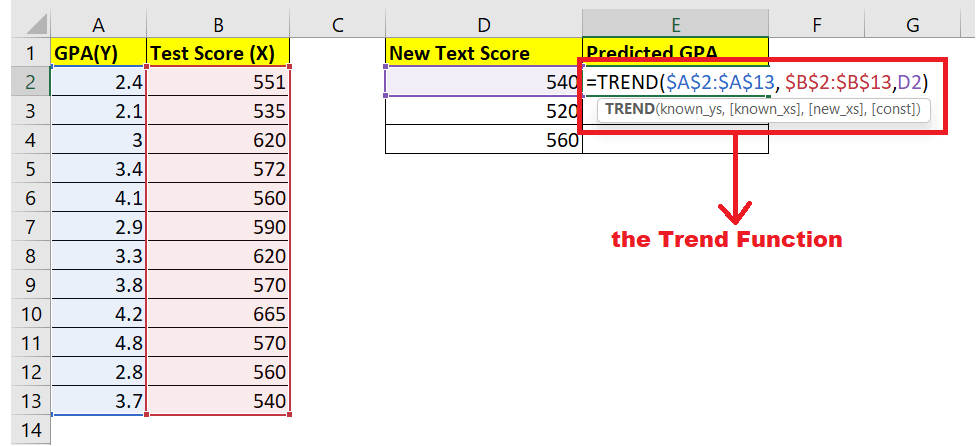 A B C D E F G
1 GPA(Y) Test Score (X) New Text Score Predicted GPA
2 2.4 551 540 =TREND($A$2:$A$13, $B$2:$B$13,D2)
3 2.1 535 520 TREND(known_ys, [known_xs], [new_xs], [const])
4 3 620 560
5 3.4 572
6 4.1 560
7 2.9 590
the Trend Function
8 3.3 620
9 3.8 570
10 4.2 665
11 4.8 570
12 2.8 560
13 3.7 540
14